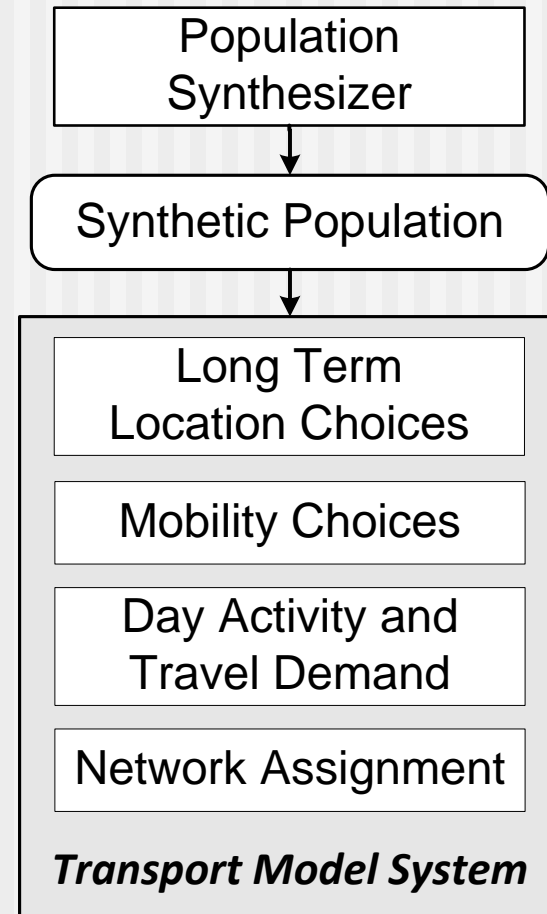 Population
Synthesizer
Synthetic Population
Long Term
Location Choices
Mobility Choices
Day Activity and
Travel Demand
Network Assignment
Transport Model System